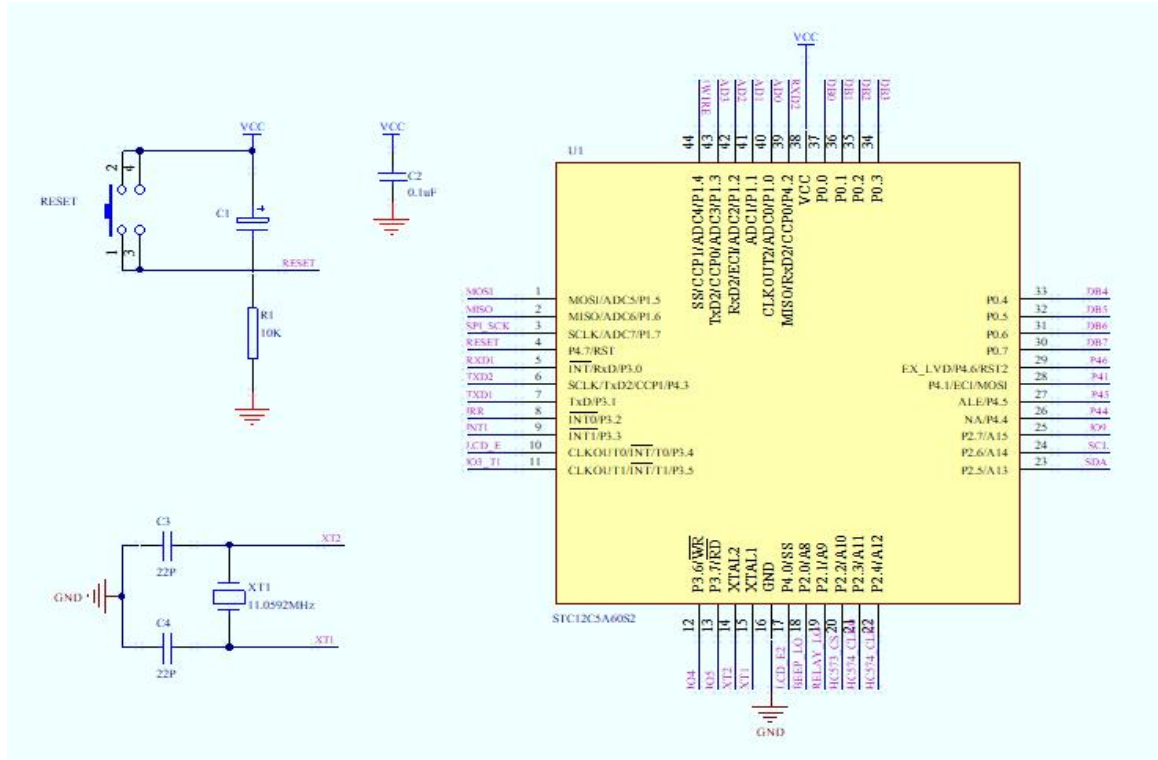 VCC
RESET
2
4
1
3
C1
+
RESET
R1
10K
VCC
C2
0.1uF
C3
22P
XT2
GND
XT1
11.0592MHz
C4
22P
XT1
U1
VCC
1WIRE
AD3
AD2
AD1
AD0
RXD2
DB0
DB1
DB2
DB3
44
43
42
41
40
39
38
37
36
35
34
SS/CCP1/ADC4/P1.4
TxD2/CCP0/ADC3/P1.3
RxD2/ECI/ADC2/P1.2
ADC1/P1.1
CLKOUT2/ADC0/P1.0
MISO/RxD2/CCP0/P4.2
VCC
P0.0
P0.1
P0.2
P0.3
MOSI 1 MOSI/ADC5/P1.5
MISO 2 MISO/ADC6/P1.6
SPI_SCK 3 SCLK/ADC7/P1.7
RESET 4 P4.7/RST
RXD1 5 INT/RxD/P3.0
TXD2 6 SCLK/TxD2/CCP1/P4.3
TXD1 7 TxD/P3.1
IRR 8 INT0/P3.2
INT1 9 INT1/P3.3
LCD_E 10 CLKOUT0/INT/T0/P3.4
IO3_T1 11 CLKOUT1/INT/T1/P3.5
P0.4 33 DB4
P0.5 32 DB5
P0.6 31 DB6
P0.7 30 DB7
EX_LVD/P4.6/RST2 29 P46
P4.1/ECI/MOSI 28 P41
ALE/P4.5 27 P45
NA/P4.4 26 P44
P2.7/A15 25 IO9
P2.6/A14 24 SCL
P2.5/A13 23 SDA
P3.6/WR
P3.7/RD
XTAL2
XTAL1
GND
P4.0/SS
P2.0/A8
P2.1/A9
P2.2/A10
P2.3/A11
P2.4/A12
STC12C5A60S2
12
13
14
15
16
17
18
19
20
21
22
IO4
IO5
XT2
XT1
LCD_E2
BEEP_LO
RELAY_LO
HC573_CS
GND